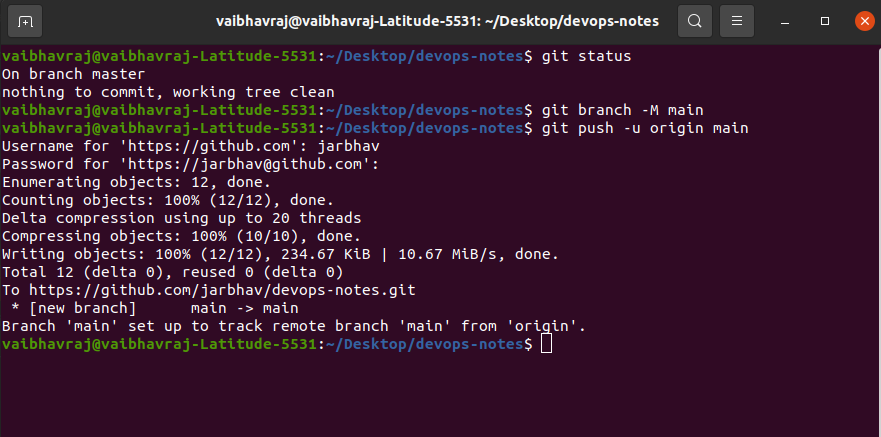 vaibhavraj@vaibhavraj-Latitude-5531: ~/Desktop/devops-notes
vaibhavraj@vaibhavraj-Latitude-5531:~/Desktop/devops-notes$ git status
On branch master
nothing to commit, working tree clean
vaibhavraj@vaibhavraj-Latitude-5531:~/Desktop/devops-notes$ git branch -M main
vaibhavraj@vaibhavraj-Latitude-5531:~/Desktop/devops-notes$ git push -u origin main
Username for 'https://github.com': jarbhav
Password for 'https://jarbhav@github.com':
Enumerating objects: 12, done.
Counting objects: 100% (12/12), done.
Delta compression using up to 20 threads
Compressing objects: 100% (10/10), done.
Writing objects: 100% (12/12), 234.67 KiB | 10.67 MiB/s, done.
Total 12 (delta 0), reused 0 (delta 0)
To https://github.com/jarbhav/devops-notes.git
 * [new branch]      main -> main
Branch 'main' set up to track remote branch 'main' from 'origin'.
vaibhavraj@vaibhavraj-Latitude-5531:~/Desktop/devops-notes$